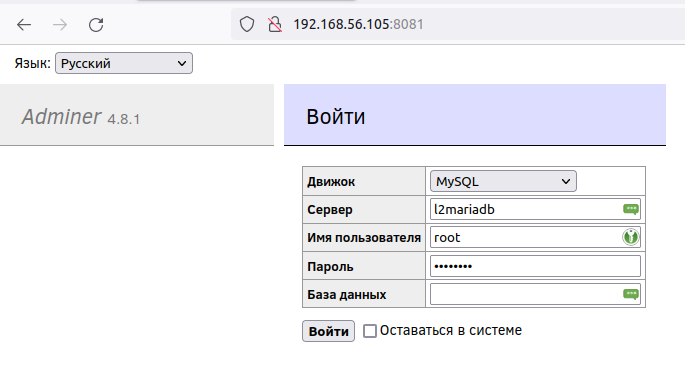 192.168.56.105:8081
Язык: Русский
Adminer 4.8.1
Войти
Движок MySQL
Сервер l2mariadb
Имя пользователя root
Пароль ••••••••
База данных
Войти Оставаться в системе